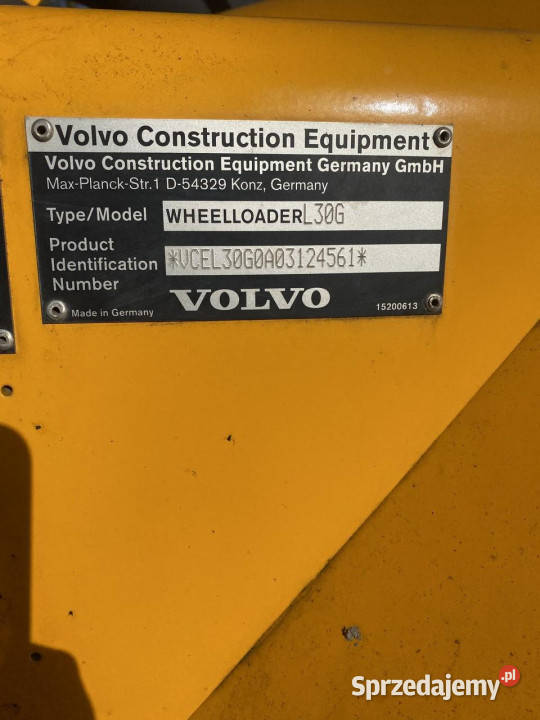 Volvo Construction Equipment
Volvo Construction Equipment Germany GmbH
Max-Planck-Str.1 D-54329 Konz, Germany
Type/Model WHEELLOADER L30G
Product
Identification *VCEL30G0A03124561*
Number
VOLVO
Made in Germany 15200613
Sprzedajemy.pl